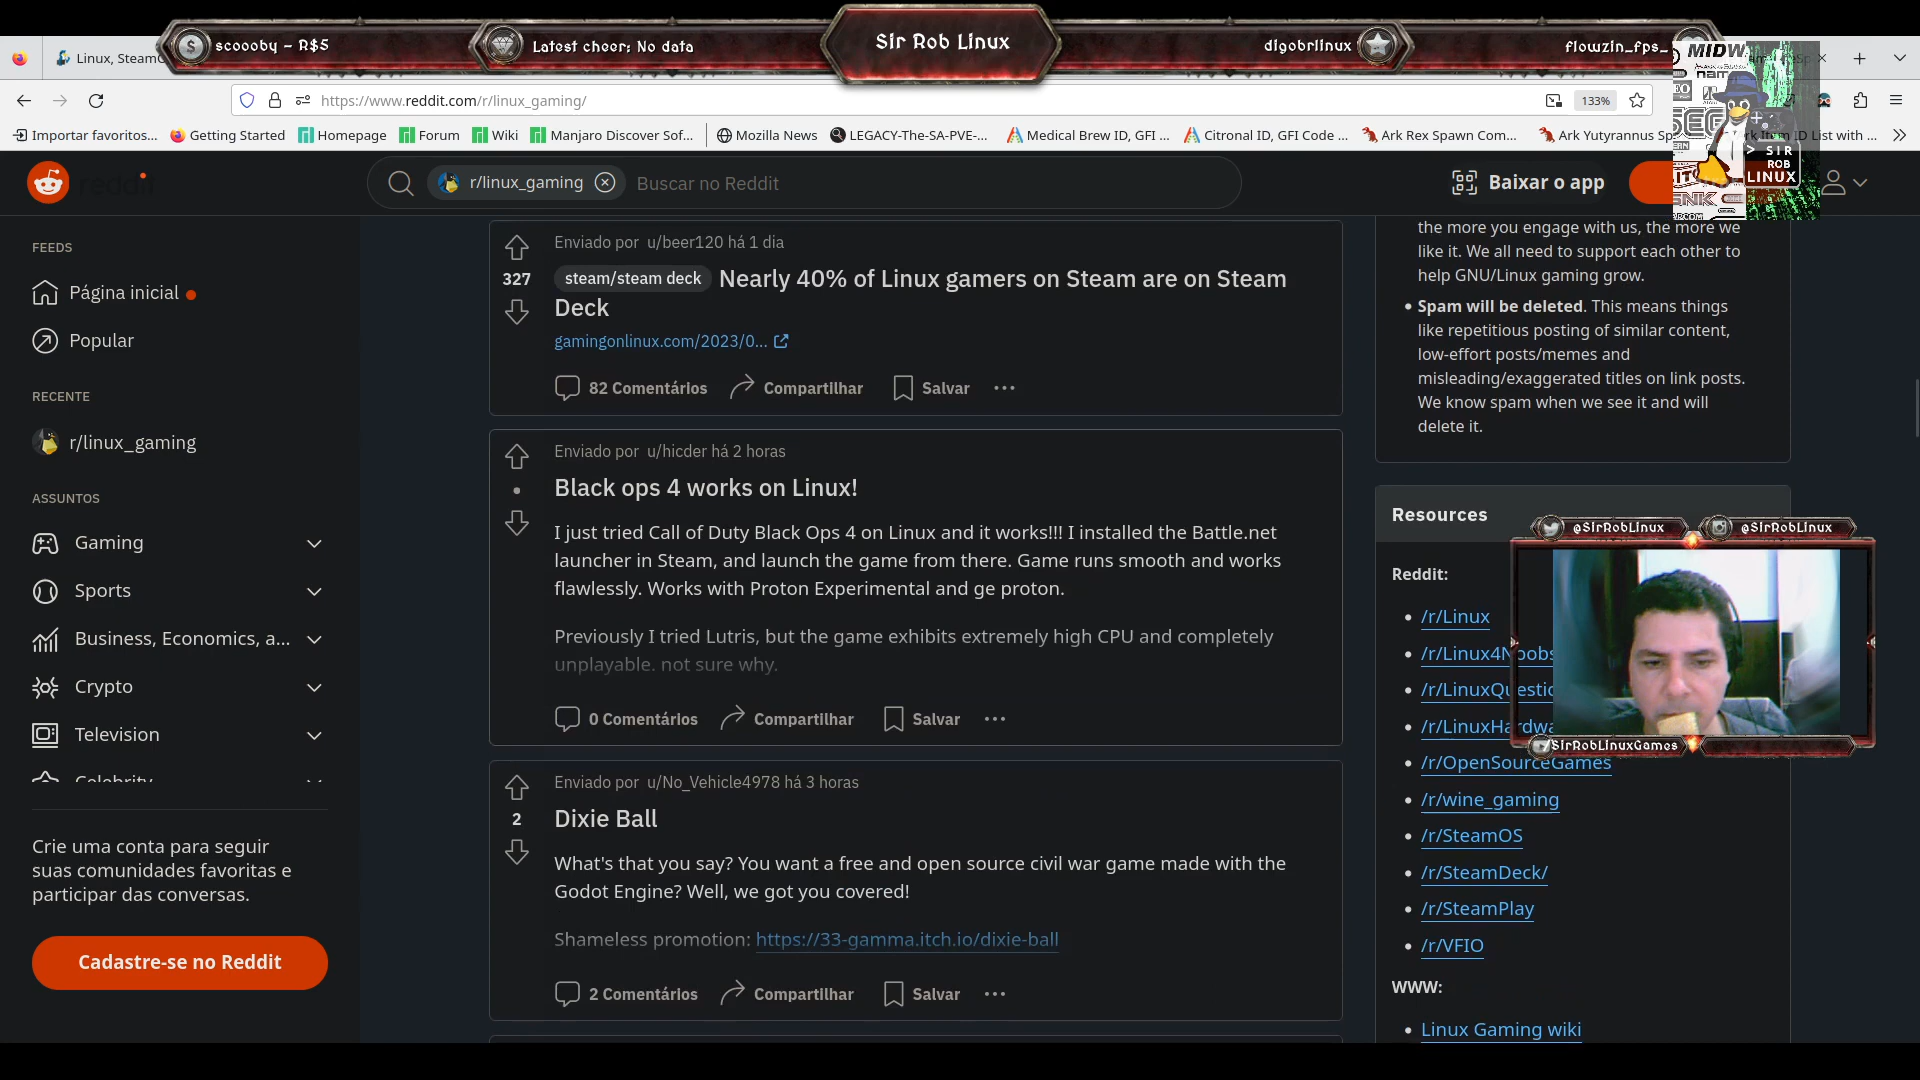 scoooby - R$5
Latest cheer: No data
Sir Rob Linux
digobrlinux
flowzin_fps_
Linux, SteamO
https://www.reddit.com/r/linux_gaming/
133%
Importar favoritos...
Getting Started
Homepage
Forum
Wiki
Manjaro Discover Sof...
Mozilla News
LEGACY-The-SA-PVE-...
Medical Brew ID, GFI ...
Citronal ID, GFI Code ...
Ark Rex Spawn Com...
Ark Yutyrannus Sp
Item ID List with ...
MIDW
SEG
> SIR
ROB
LINUX
reddit
r/linux_gaming
Buscar no Reddit
Baixar o app
FEEDS
Página inicial
Popular
RECENTE
r/linux_gaming
ASSUNTOS
Gaming
Sports
Business, Economics, a...
Crypto
Television
Celebrity
Crie uma conta para seguir
suas comunidades favoritas e
participar das conversas.
Cadastre-se no Reddit
Enviado por u/beer120 há 1 dia
327
steam/steam deck Nearly 40% of Linux gamers on Steam are on Steam
Deck
gamingonlinux.com/2023/0...
82 Comentários
Compartilhar
Salvar
Enviado por u/hicder há 2 horas
Black ops 4 works on Linux!
I just tried Call of Duty Black Ops 4 on Linux and it works!!! I installed the Battle.net
launcher in Steam, and launch the game from there. Game runs smooth and works
flawlessly. Works with Proton Experimental and ge proton.
Previously I tried Lutris, but the game exhibits extremely high CPU and completely
unplayable. not sure why.
0 Comentários
Compartilhar
Salvar
Enviado por u/No_Vehicle4978 há 3 horas
2
Dixie Ball
What's that you say? You want a free and open source civil war game made with the
Godot Engine? Well, we got you covered!
Shameless promotion: https://33-gamma.itch.io/dixie-ball
2 Comentários
Compartilhar
Salvar
the more you engage with us, the more we
like it. We all need to support each other to
help GNU/Linux gaming grow.
Spam will be deleted. This means things
like repetitious posting of similar content,
low-effort posts/memes and
misleading/exaggerated titles on link posts.
We know spam when we see it and will
delete it.
Resources
@SirRobLinux
@SirRobLinux
Reddit:
/r/Linux
/r/Linux4Noobs
/r/LinuxQuestio
/r/LinuxHardwa
SirRobLinuxGames
/r/OpenSourceGames
/r/wine_gaming
/r/SteamOS
/r/SteamDeck/
/r/SteamPlay
/r/VFIO
WWW:
Linux Gaming wiki